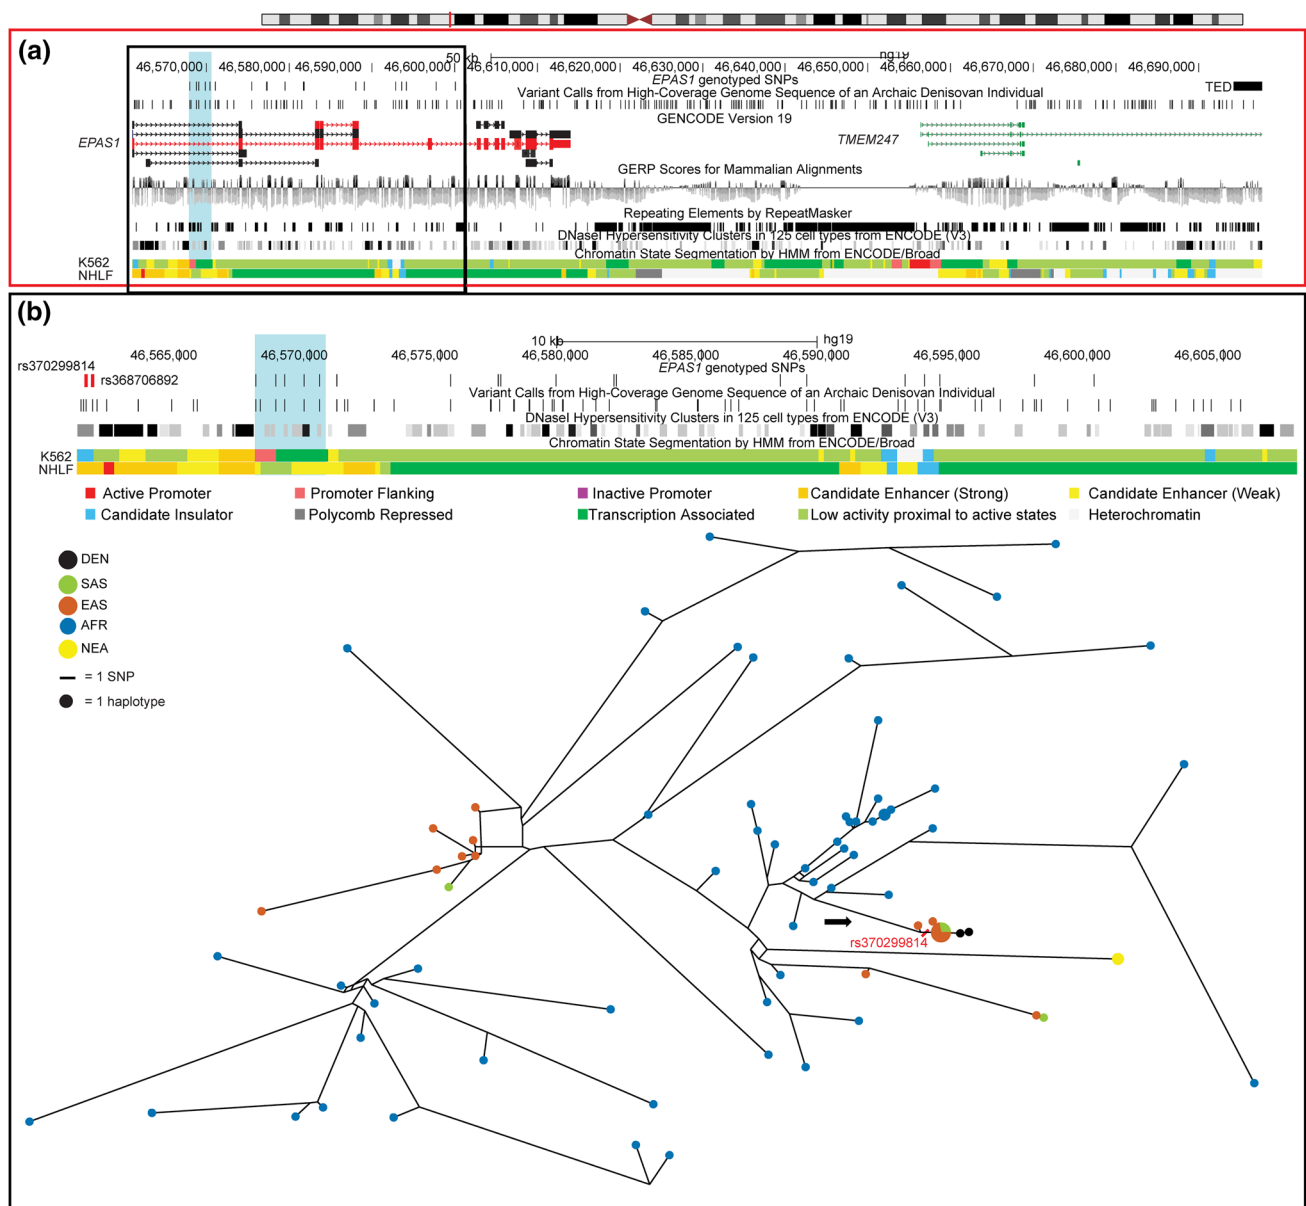 (a)
50 kb hg19
46,570,000 46,580,000 46,590,000 46,600,000 46,610,000 46,620,000 46,630,000 46,640,000 46,650,000 46,660,000 46,670,000 46,680,000 46,690,000
EPAS1 genotyped SNPs
TED
Variant Calls from High-Coverage Genome Sequence of an Archaic Denisovan Individual
GENCODE Version 19
EPAS1
TMEM247
GERP Scores for Mammalian Alignments
Repeating Elements by RepeatMasker
DNaseI Hypersensitivity Clusters in 125 cell types from ENCODE (V3)
Chromatin State Segmentation by HMM from ENCODE/Broad
K562
NHLF
(b)
10 kb hg19
46,565,000 46,570,000 46,575,000 46,580,000 46,585,000 46,590,000 46,595,000 46,600,000 46,605,000
rs370299814
EPAS1 genotyped SNPs
rs368706892
Variant Calls from High-Coverage Genome Sequence of an Archaic Denisovan Individual
DNaseI Hypersensitivity Clusters in 125 cell types from ENCODE (V3)
Chromatin State Segmentation by HMM from ENCODE/Broad
K562
NHLF
Active Promoter Promoter Flanking Inactive Promoter Candidate Enhancer (Strong) Candidate Enhancer (Weak)
Candidate Insulator Polycomb Repressed Transcription Associated Low activity proximal to active states Heterochromatin
DEN
SAS
EAS
AFR
NEA
= 1 SNP
= 1 haplotype
rs370299814